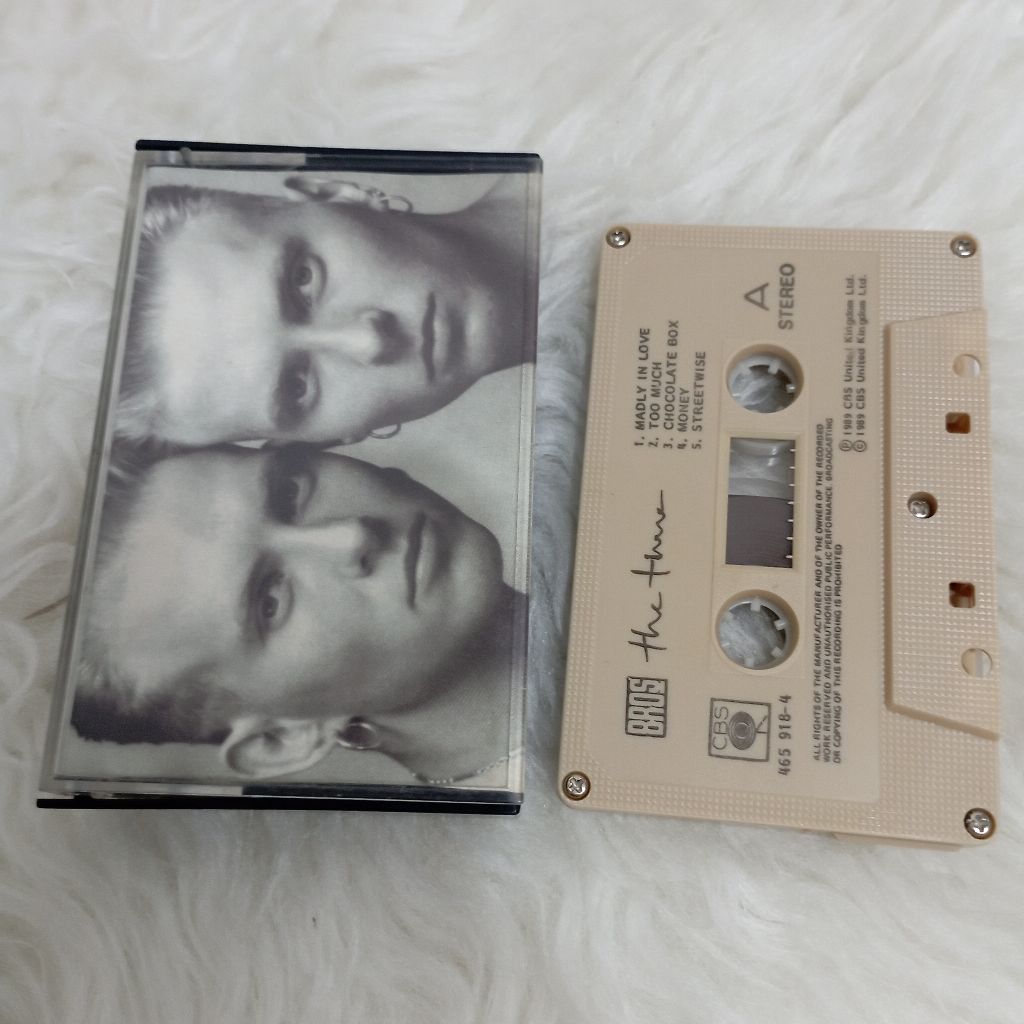 BROS
the time
1. MADLY IN LOVE
2. TOO MUCH
3. CHOCOLATE BOX
4. MONEY
5. STREETWISE
A
STEREO
CBS
465 918-4
ALL RIGHTS OF THE MANUFACTURER AND OF THE OWNER OF THE RECORDED
WORK RESERVED AND UNAUTHORISED PUBLIC PERFORMANCE. BROADCASTING
OR COPYING OF THIS RECORDING IS PROHIBITED
℗ 1989 CBS United Kingdom Ltd.
© 1989 CBS United Kingdom Ltd.